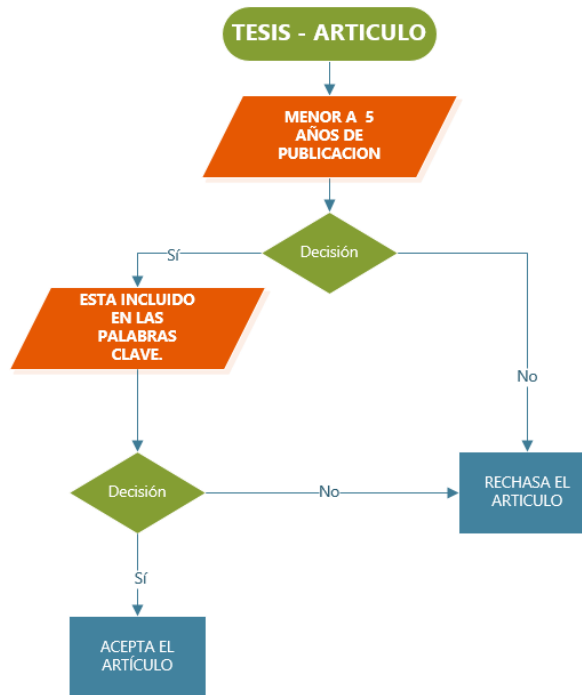 TESIS - ARTICULO
MENOR A 5
AÑOS DE
PUBLICACION
Decisión
Sí
ESTA INCLUIDO
EN LAS
PALABRAS
CLAVE.
No
Decisión
No
RECHASA EL
ARTICULO
Sí
ACEPTA EL
ARTÍCULO